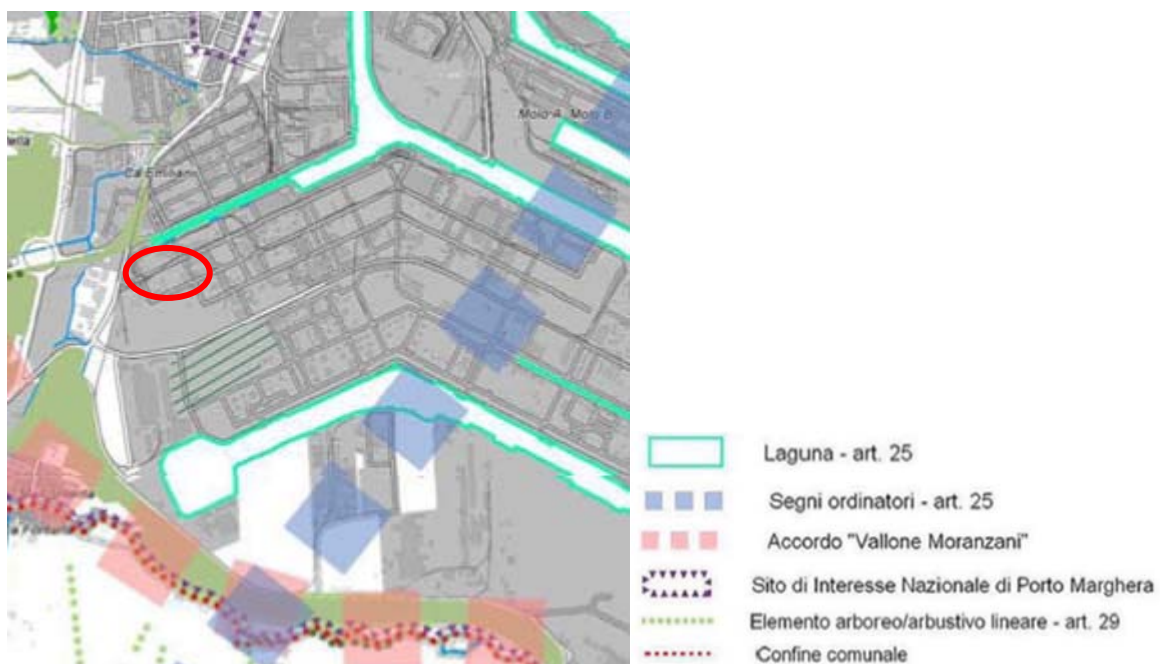 Molo A, Molo B
Ca Emiliani
Laguna - art. 25
Segni ordinatori - art. 25
Accordo "Vallone Moranzani"
Sito di Interesse Nazionale di Porto Marghera
Elemento arboreo/arbustivo lineare - art. 29
Confine comunale